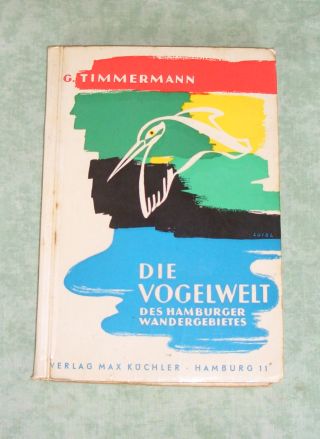 G. TIMMERMANN
DIE
VOGELWELT
DES HAMBURGER
WANDERGEBIETES
VERLAG MAX KÜCHLER - HAMBURG 11